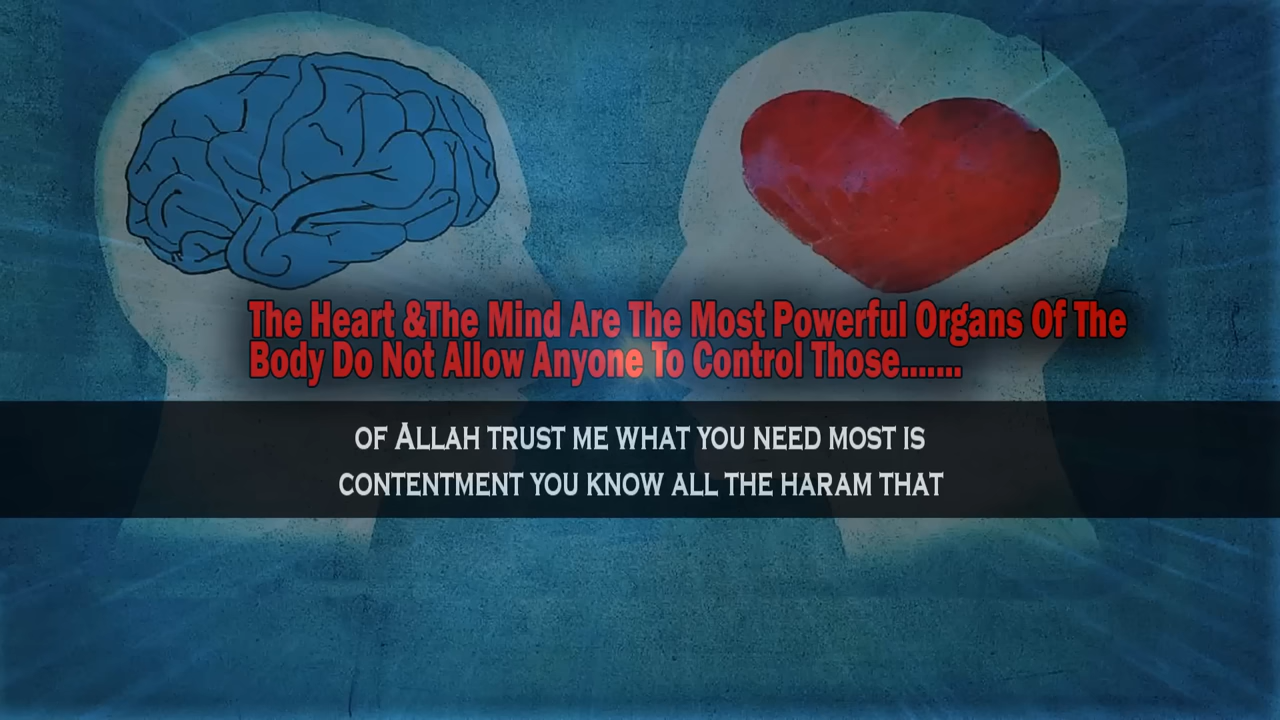 The Heart &The Mind Are The Most Powerful Organs Of The
Body Do Not Allow Anyone To Control Those.......
OF ALLAH TRUST ME WHAT YOU NEED MOST IS
CONTENTMENT YOU KNOW ALL THE HARAM THAT